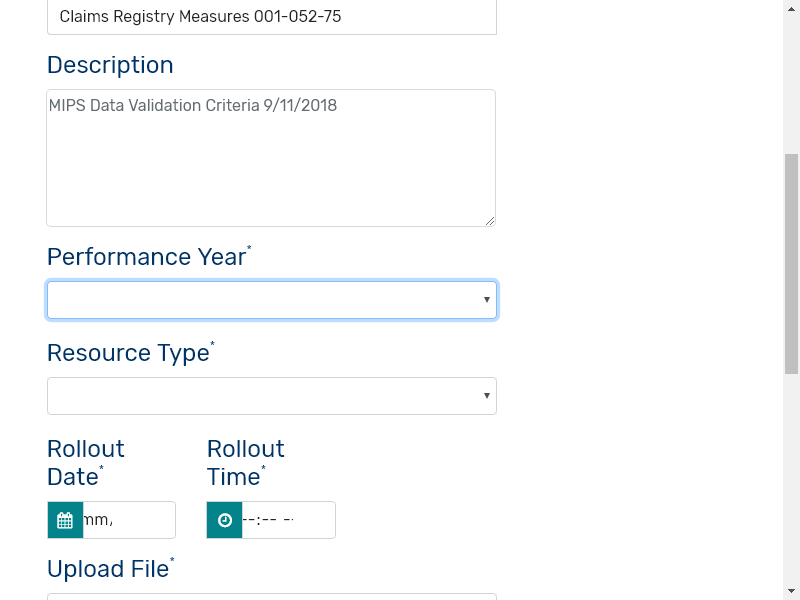 Claims Registry Measures 001-052-75
Description
MIPS Data Validation Criteria 9/11/2018
Performance Year*
Resource Type*
Rollout Date*
Rollout Time*
mm,
--:-- --
Upload File*